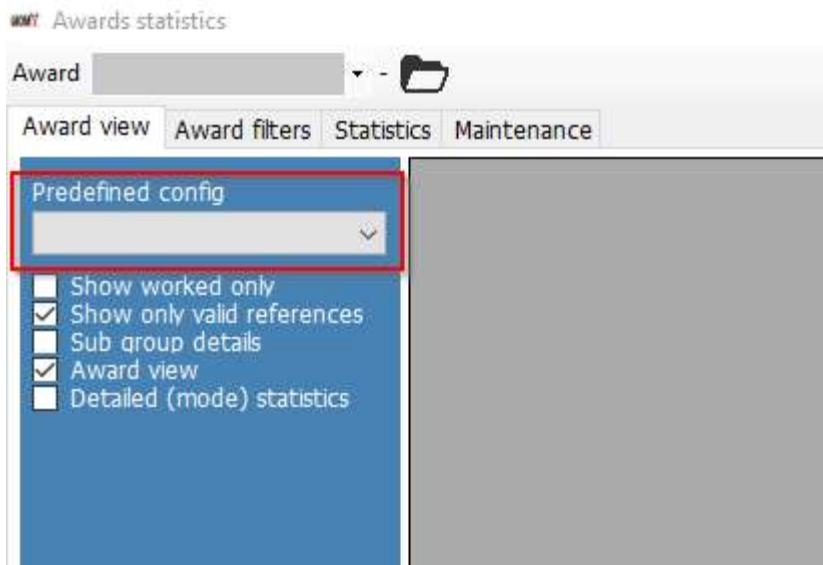 Awards statistics
Award -
Award view Award filters Statistics Maintenance
Predefined config
Show worked only
Show only valid references
Sub group details
Award view
Detailed (mode) statistics